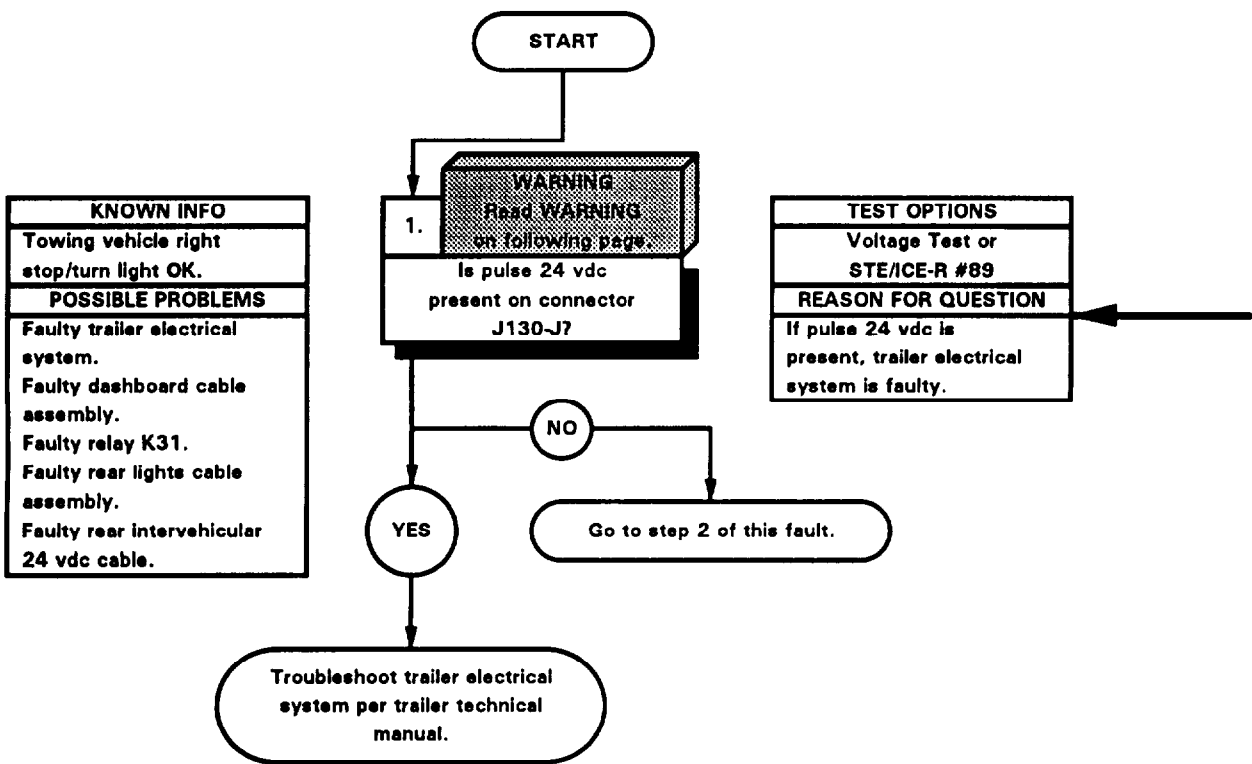 START
KNOWN INFO
Towing vehicle right
stop/turn light OK.
POSSIBLE PROBLEMS
Faulty trailer electrical
system.
Faulty dashboard cable
assembly.
Faulty relay K31.
Faulty rear lights cable
assembly.
Faulty rear intervehicular
24 vdc cable.
1.
WARNING
Read WARNING
on following page.
Is pulse 24 vdc
present on connector
J130-J?
TEST OPTIONS
Voltage Test or
STE/ICE-R #89
REASON FOR QUESTION
If pulse 24 vdc is
present, trailer electrical
system is faulty.
NO
YES
Go to step 2 of this fault.
Troubleshoot trailer electrical
system per trailer technical
manual.